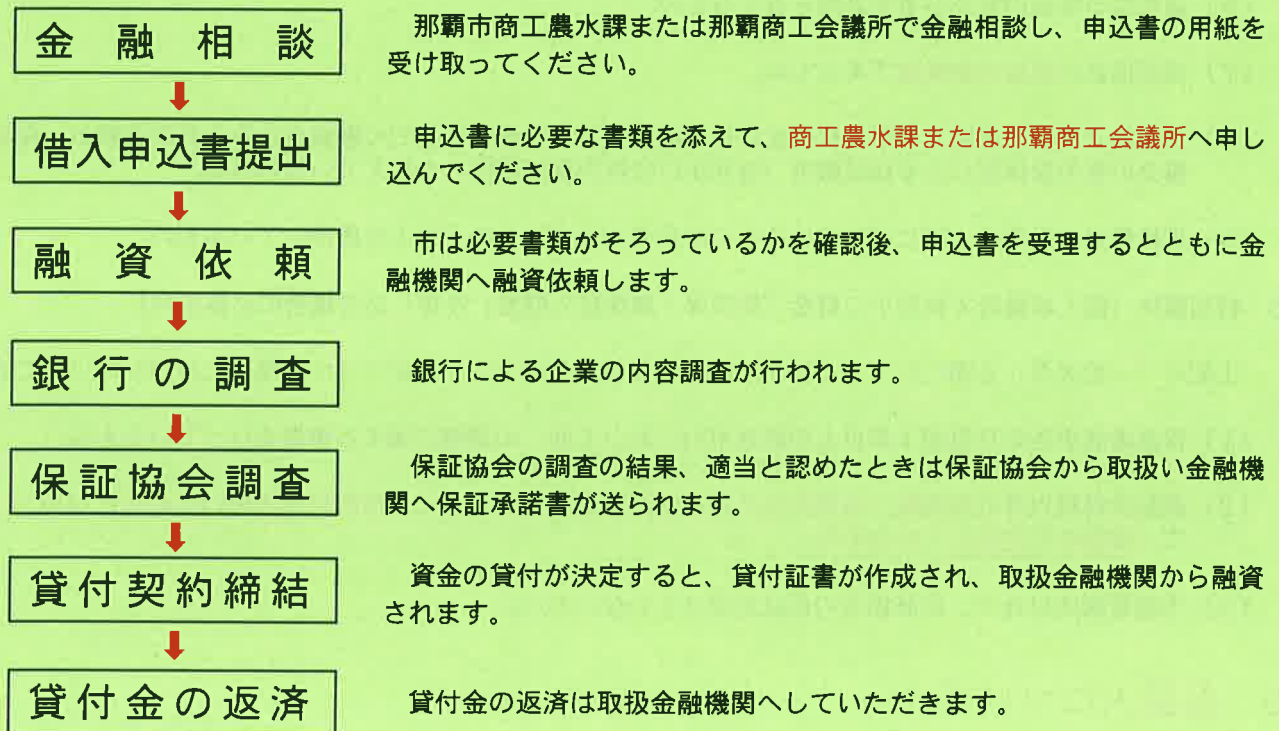 金融相談
那覇市商工農水課または那覇商工会議所で金融相談し、申込書の用紙を
受け取ってください。
借入申込書提出
申込書に必要な書類を添えて、商工農水課または那覇商工会議所へ申し
込んでください。
融資依頼
市は必要書類がそろっているかを確認後、申込書を受理するとともに金
融機関へ融資依頼します。
銀行の調査
銀行による企業の内容調査が行われます。
保証協会調査
保証協会の調査の結果、適当と認めたときは保証協会から取扱い金融機
関へ保証承諾書が送られます。
貸付契約締結
資金の貸付が決定すると、貸付証書が作成され、取扱金融機関から融資
されます。
貸付金の返済
貸付金の返済は取扱金融機関へしていただきます。